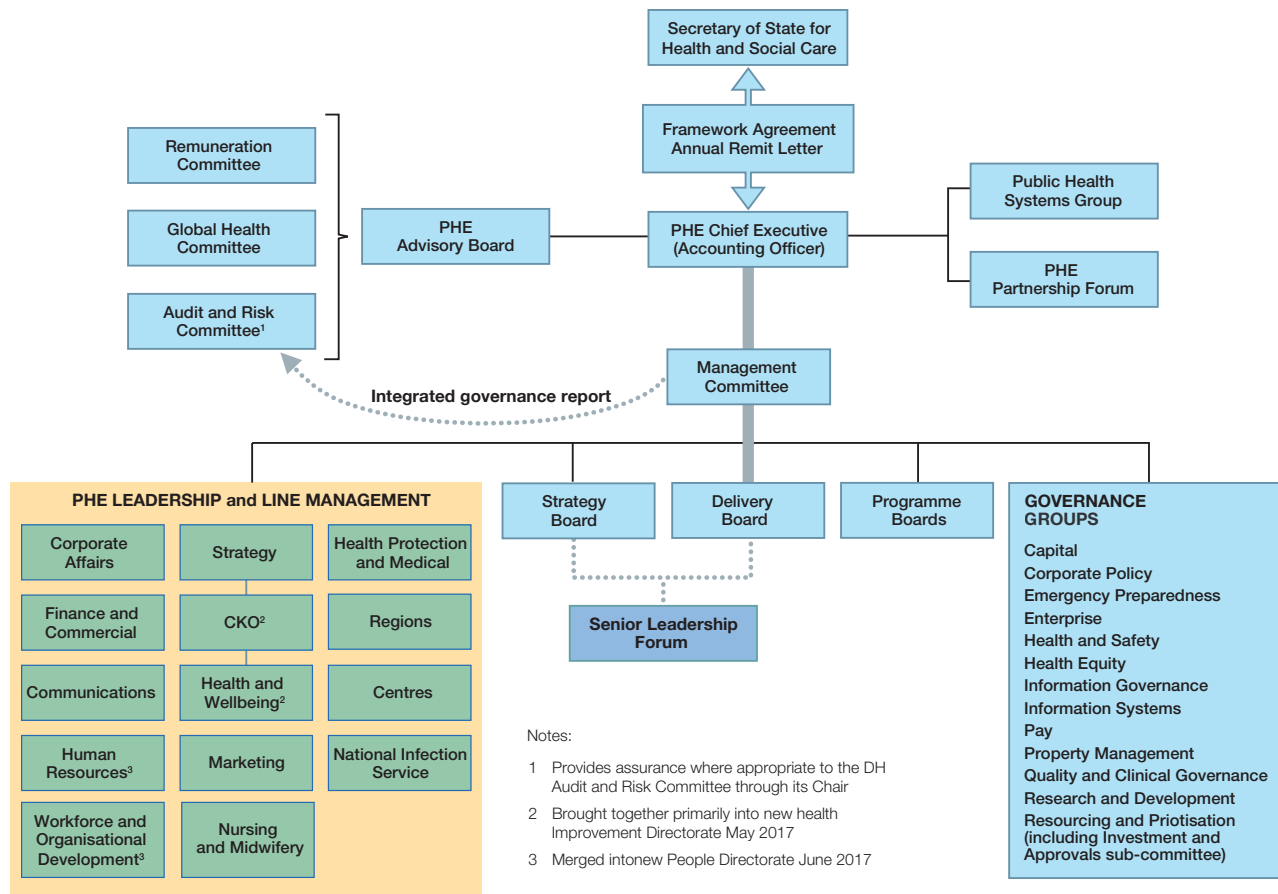 Secretary of State for
Health and Social Care
Framework Agreement
Annual Remit Letter
Remuneration
Committee
Global Health
Committee
Audit and Risk
Committee¹
PHE
Advisory Board
PHE Chief Executive
(Accounting Officer)
Public Health
Systems Group
PHE
Partnership Forum
Management
Committee
Integrated governance report
PHE LEADERSHIP and LINE MANAGEMENT
Corporate
Affairs
Strategy
Health Protection
and Medical
Finance and
Commercial
CKO²
Regions
Communications
Health and
Wellbeing²
Centres
Human
Resources³
Marketing
National Infection
Service
Workforce and
Organisational
Development³
Nursing
and Midwifery
Strategy
Board
Delivery
Board
Programme
Boards
Senior Leadership
Forum
GOVERNANCE
GROUPS
Capital
Corporate Policy
Emergency Preparedness
Enterprise
Health and Safety
Health Equity
Information Governance
Information Systems
Pay
Property Management
Quality and Clinical Governance
Research and Development
Resourcing and Priotisation
(including Investment and
Approvals sub-committee)
Notes:
1 Provides assurance where appropriate to the DH
Audit and Risk Committee through its Chair
2 Brought together primarily into new health
Improvement Directorate May 2017
3 Merged intonew People Directorate June 2017